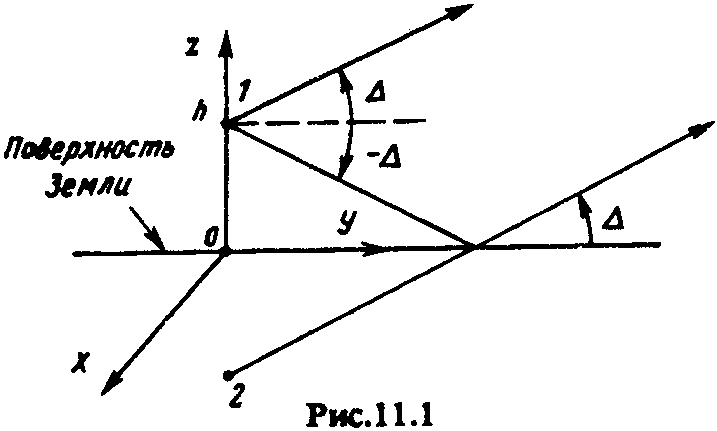 z
1
h
Δ
-Δ
Поверхность
Земли
0
y
Δ
x
2
Рис.11.1